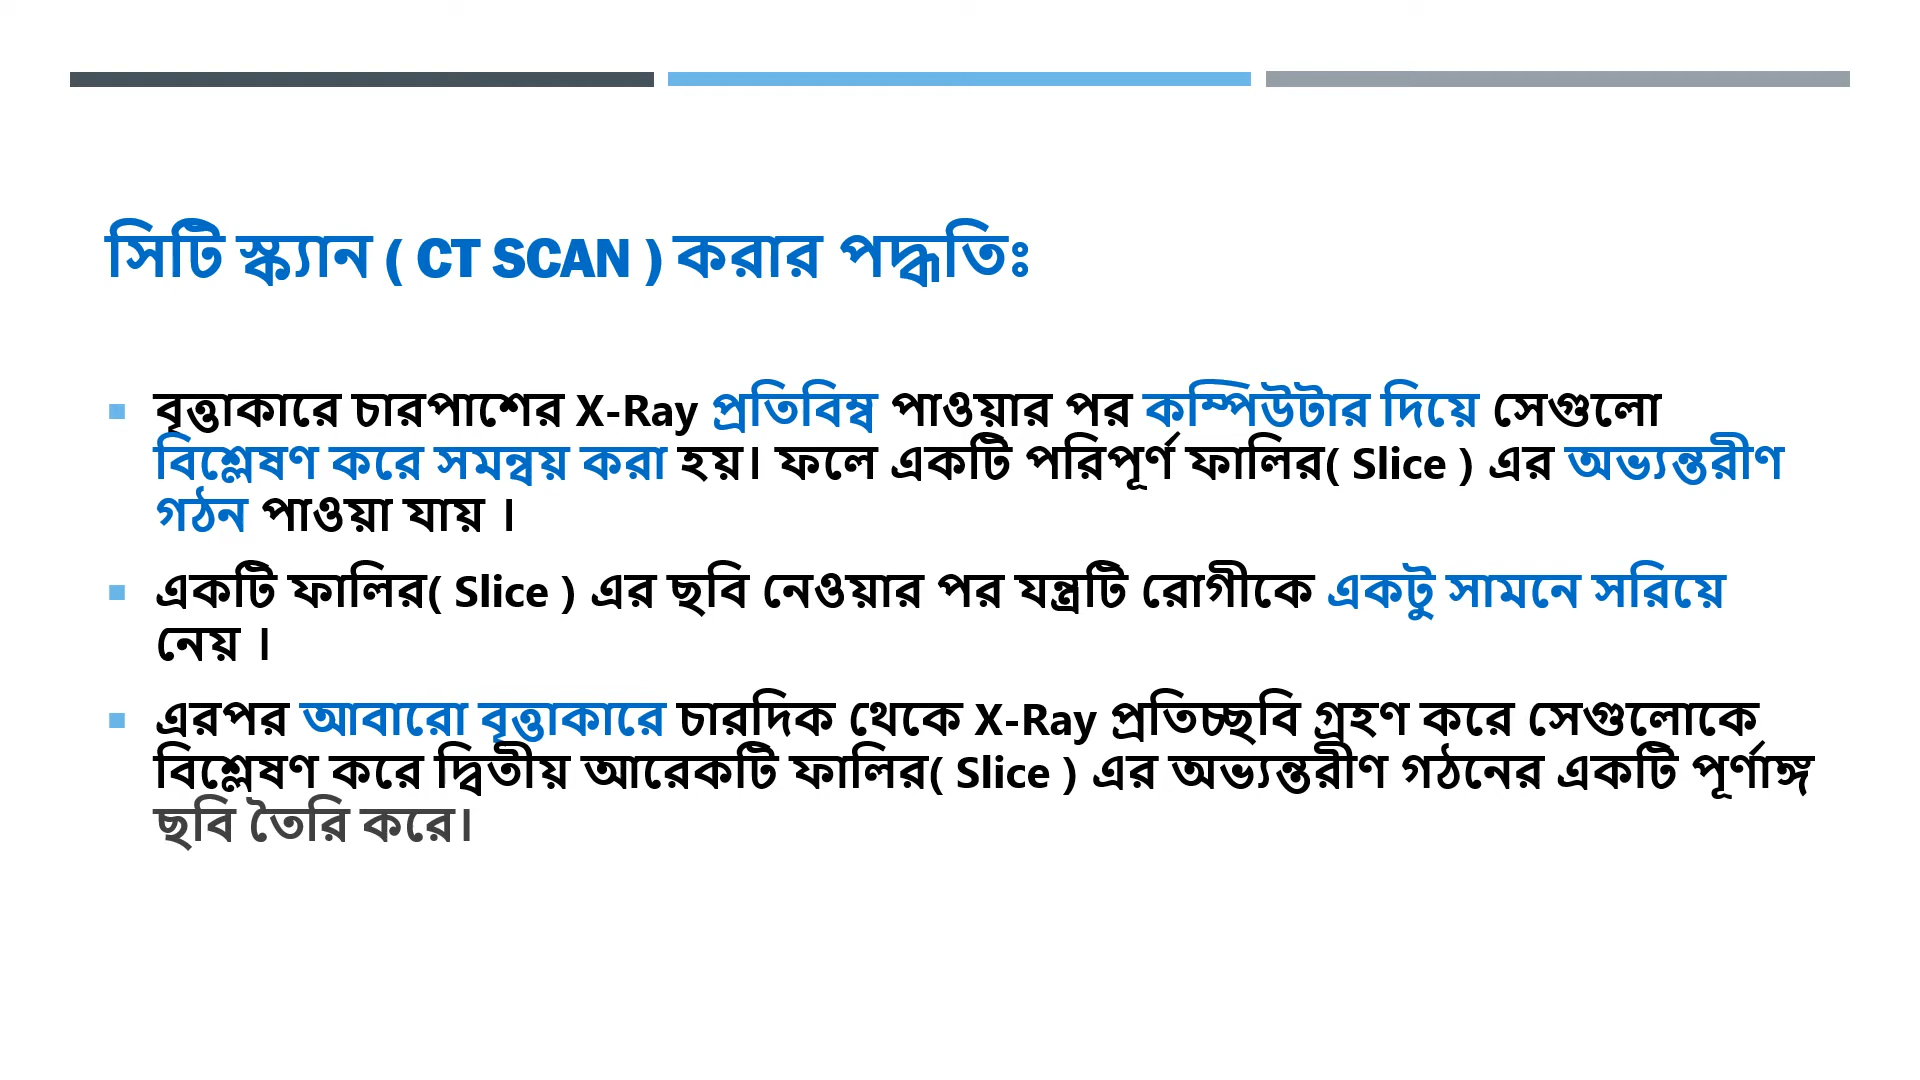 সিটি স্ক্যান ( CT SCAN ) করার পদ্ধতিঃ
বৃত্তাকারে চারপাশের X-Ray প্রতিবিম্ব পাওয়ার পর কম্পিউটার দিয়ে সেগুলো
বিশ্লেষণ করে সমন্বয় করা হয়। ফলে একটি পরিপূর্ণ ফালির( Slice ) এর অভ্যন্তরীণ
গঠন পাওয়া যায় ।
একটি ফালির( Slice ) এর ছবি নেওয়ার পর যন্ত্রটি রোগীকে একটু সামনে সরিয়ে
নেয় ।
এরপর আবারো বৃত্তাকারে চারদিক থেকে X-Ray প্রতিচ্ছবি গ্রহণ করে সেগুলোকে
বিশ্লেষণ করে দ্বিতীয় আরেকটি ফালির( Slice ) এর অভ্যন্তরীণ গঠনের একটি পূর্ণাঙ্গ
ছবি তৈরি করে।